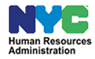 NYC
Human Resources
Administration